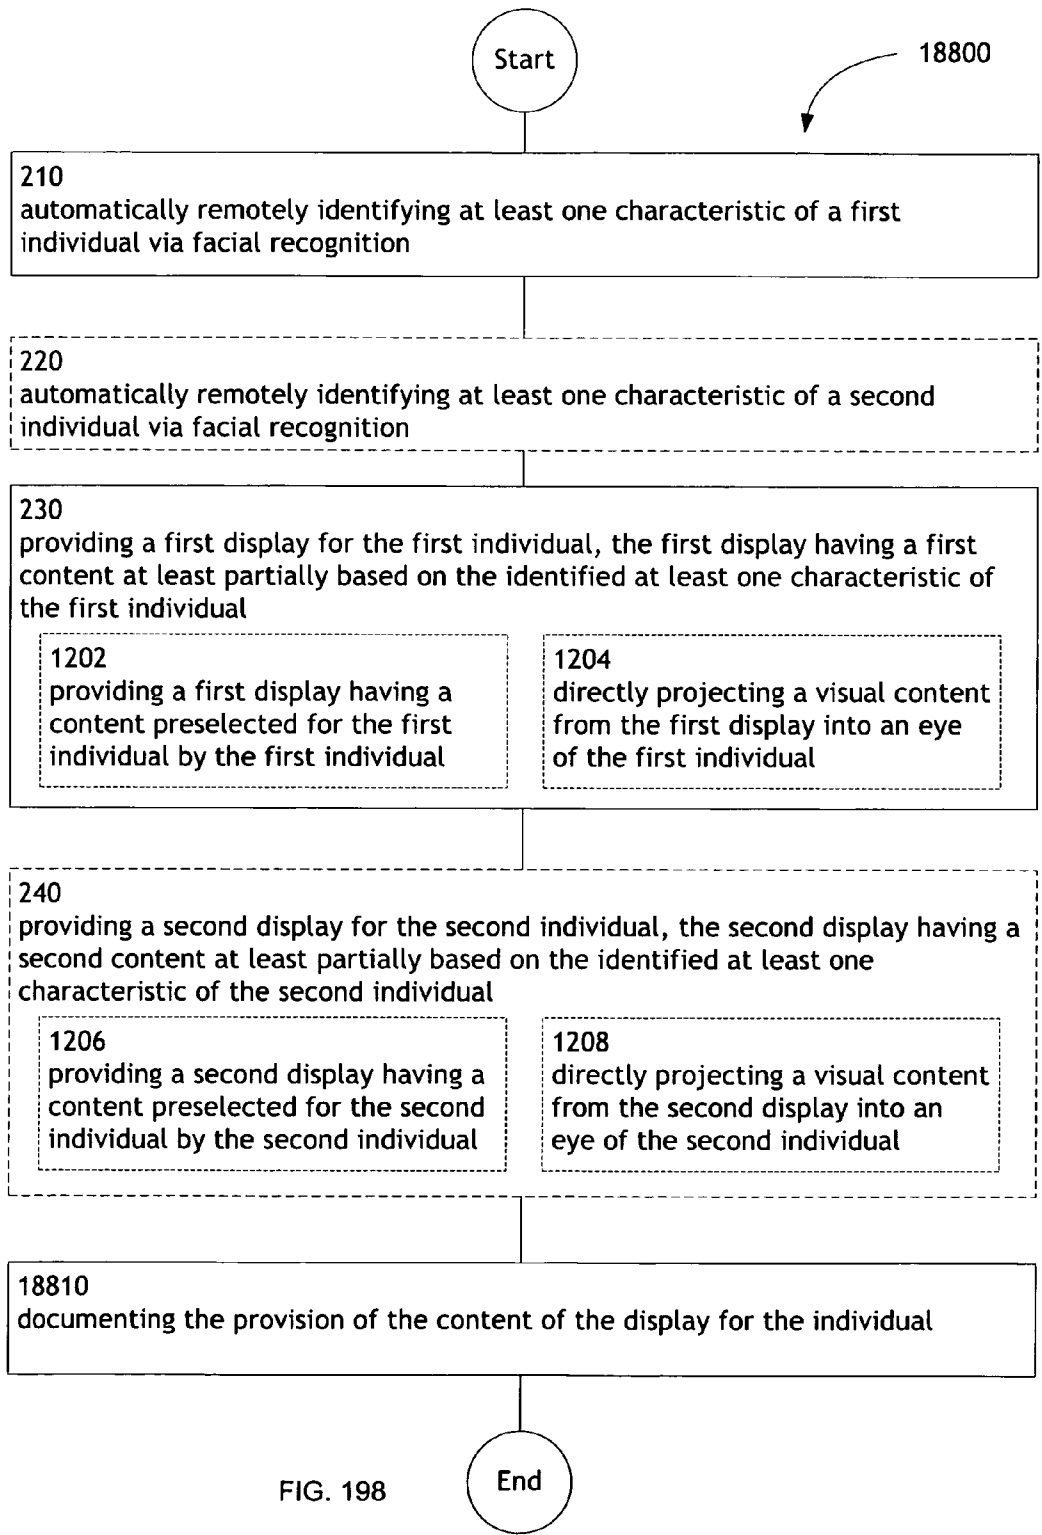 Start
18800
210
automatically remotely identifying at least one characteristic of a first
individual via facial recognition
220
automatically remotely identifying at least one characteristic of a second
individual via facial recognition
230
providing a first display for the first individual, the first display having a first
content at least partially based on the identified at least one characteristic of
the first individual
1202
providing a first display having a
content preselected for the first
individual by the first individual
1204
directly projecting a visual content
from the first display into an eye
of the first individual
240
providing a second display for the second individual, the second display having a
second content at least partially based on the identified at least one
characteristic of the second individual
1206
providing a second display having a
content preselected for the second
individual by the second individual
1208
directly projecting a visual content
from the second display into an
eye of the second individual
18810
documenting the provision of the content of the display for the individual
End
FIG. 198